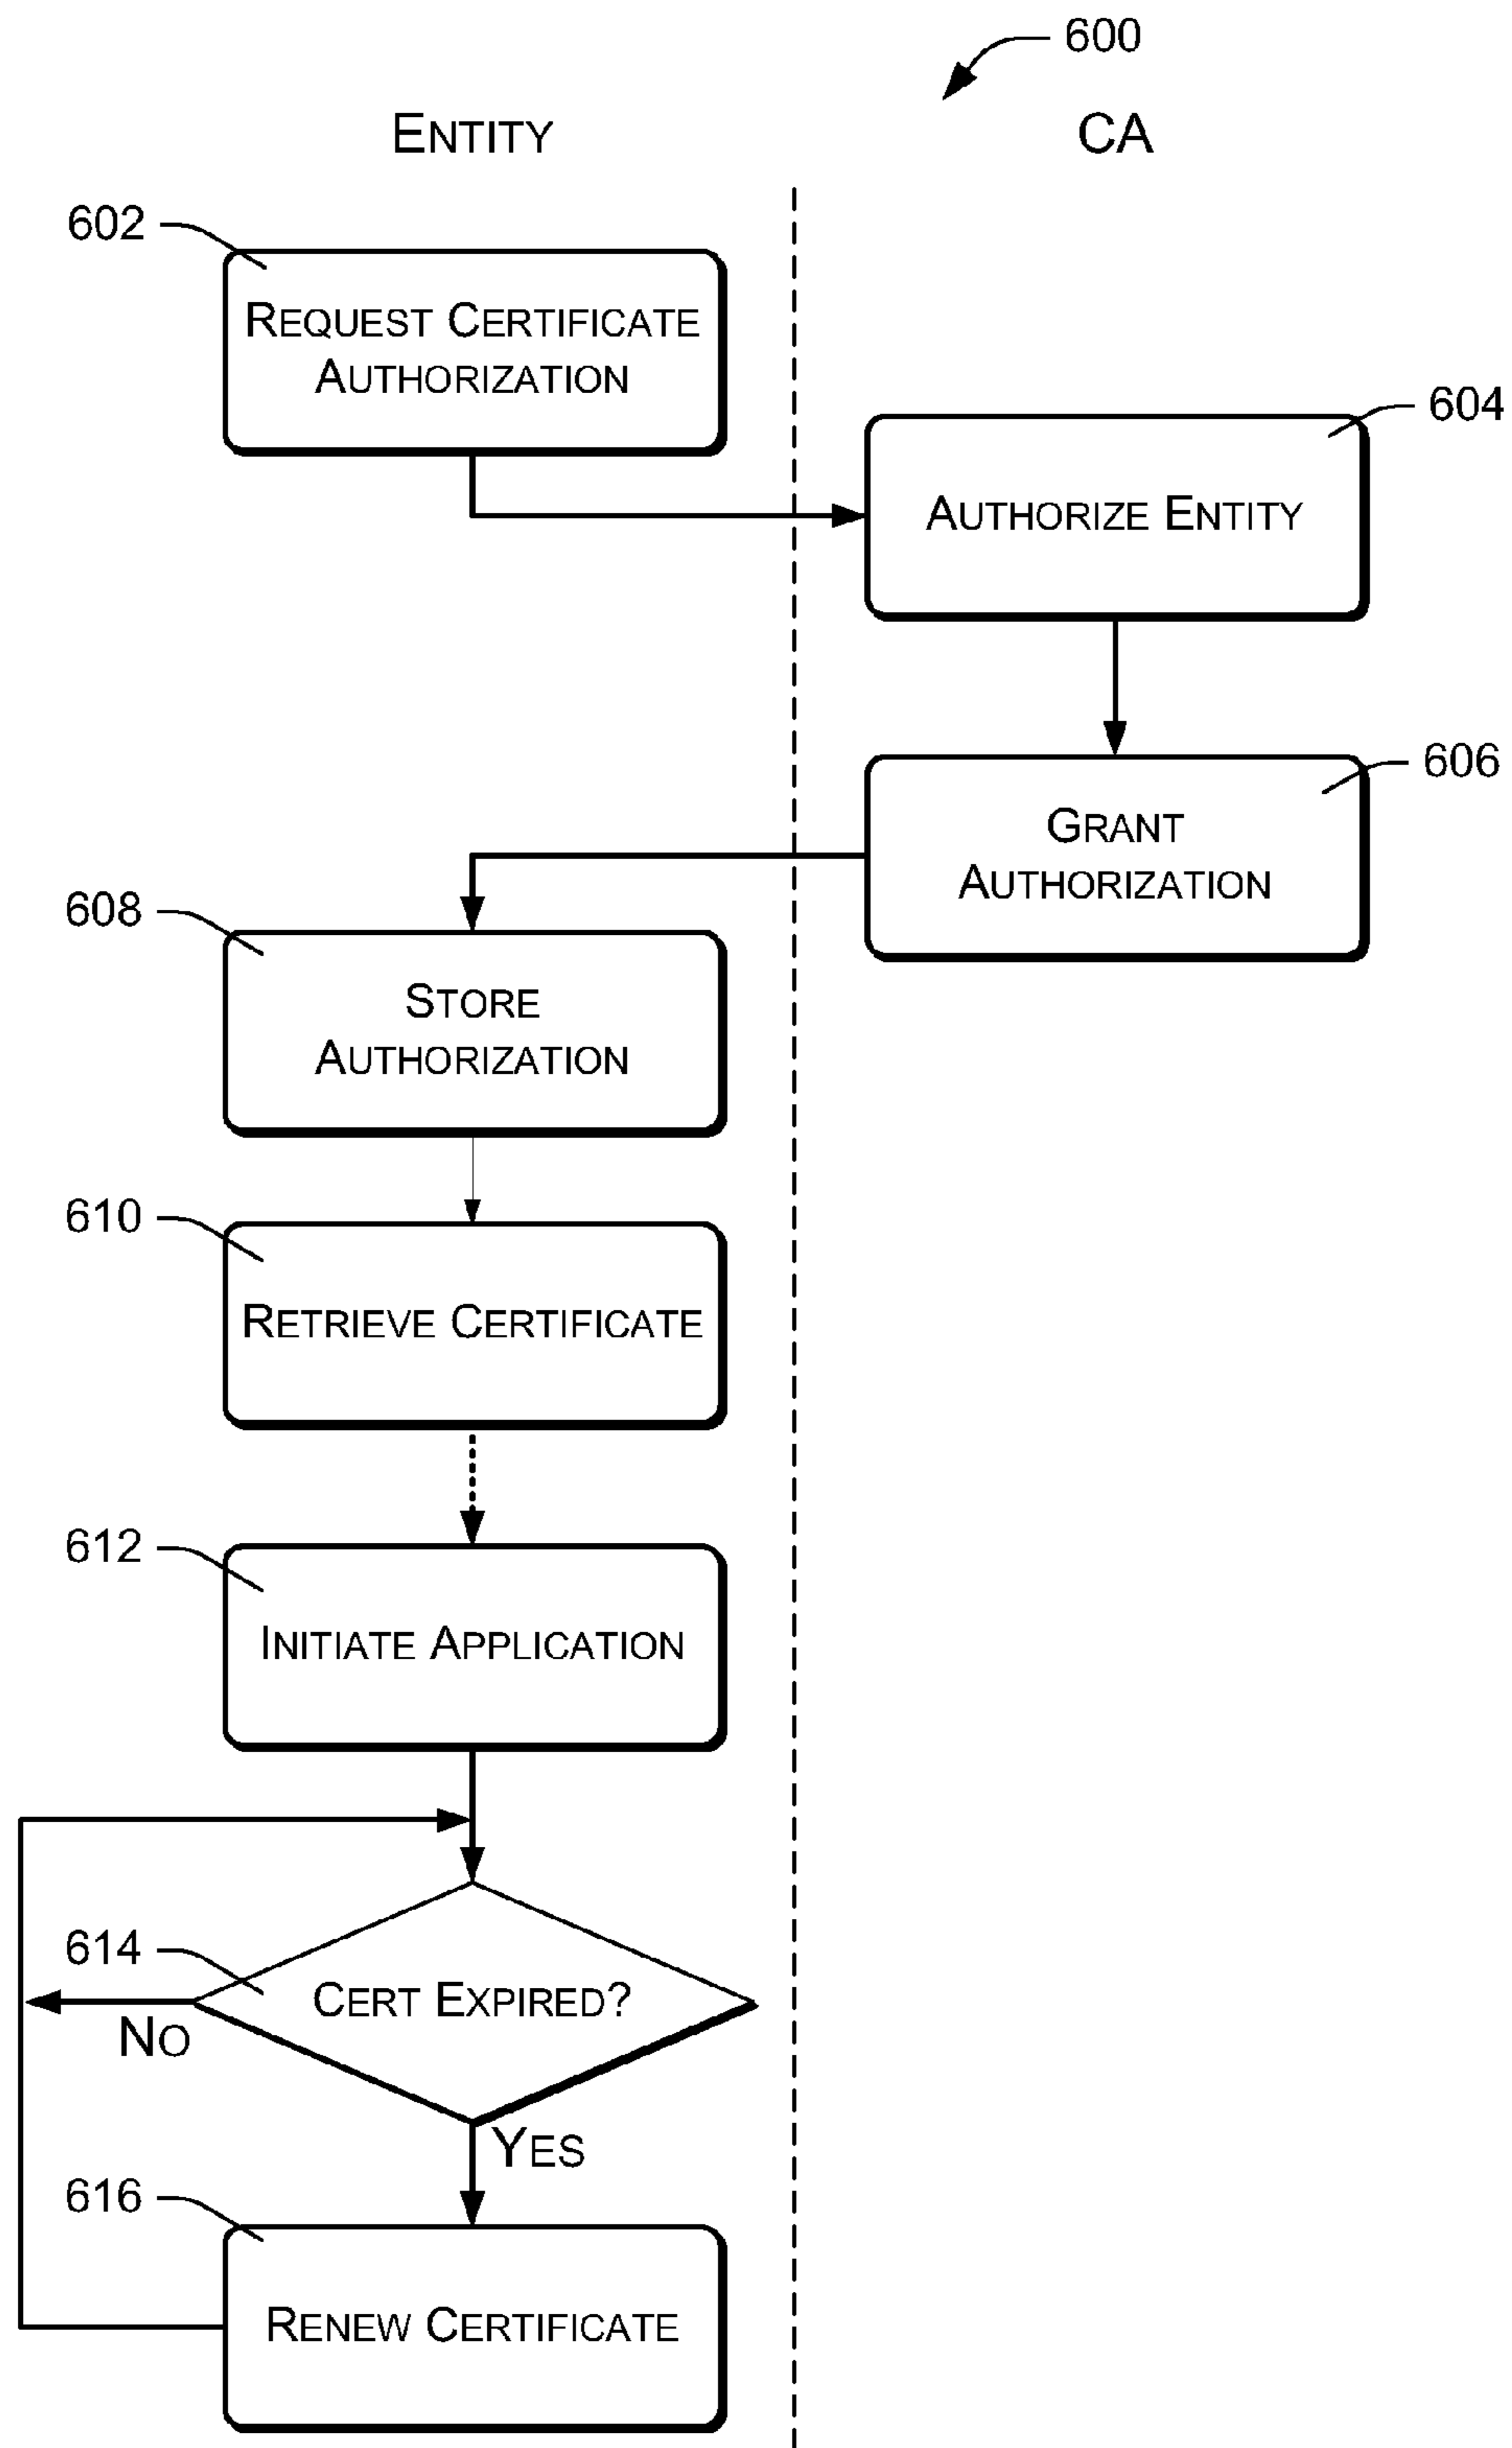 600
ENTITY
CA
602
REQUEST CERTIFICATE
AUTHORIZATION
604
AUTHORIZE ENTITY
606
GRANT
AUTHORIZATION
608
STORE
AUTHORIZATION
610
RETRIEVE CERTIFICATE
612
INITIATE APPLICATION
614
CERT EXPIRED?
NO
YES
616
RENEW CERTIFICATE